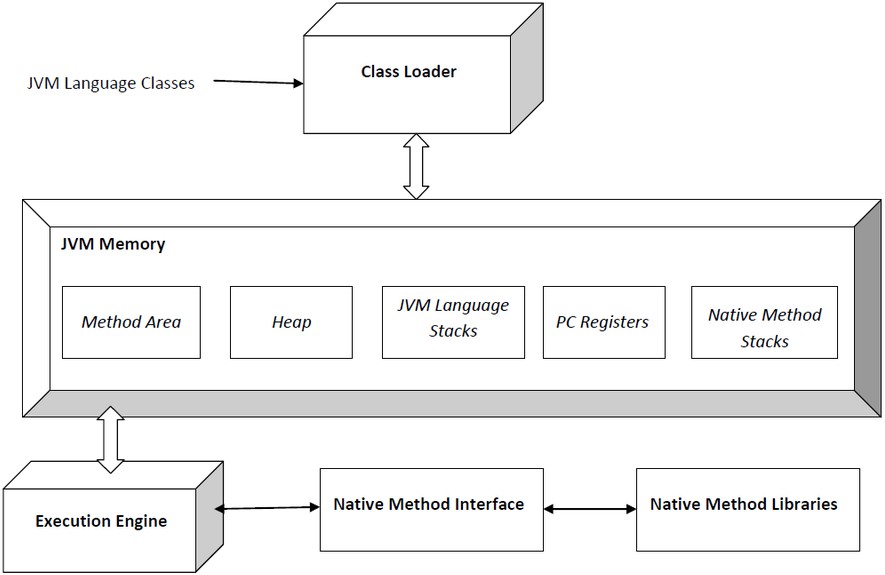 Class Loader
JVM Language Classes
JVM Memory
Method Area
Heap
JVM Language
Stacks
PC Registers
Native Method
Stacks
Execution Engine
Native Method Interface
Native Method Libraries